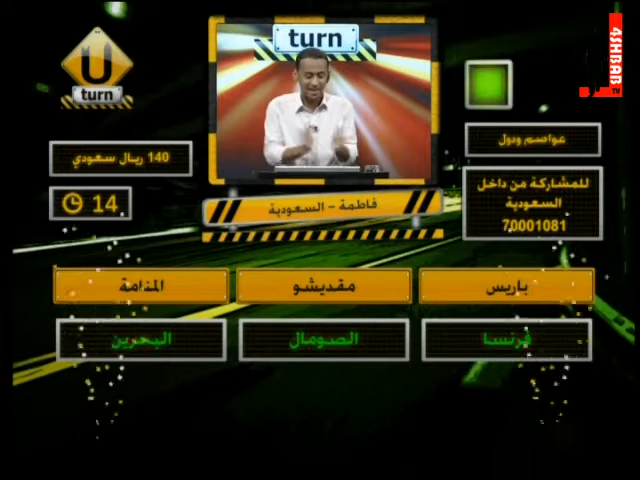 U
turn
turn
4SHBAB
TV
عواصم ودول
140 ريال سعودي
للمشاركة من داخل
السعودية
70001081
14
فاطمة - السعودية
باريس
مقديشو
المنامة
فرنسا
الصومال
البحرين